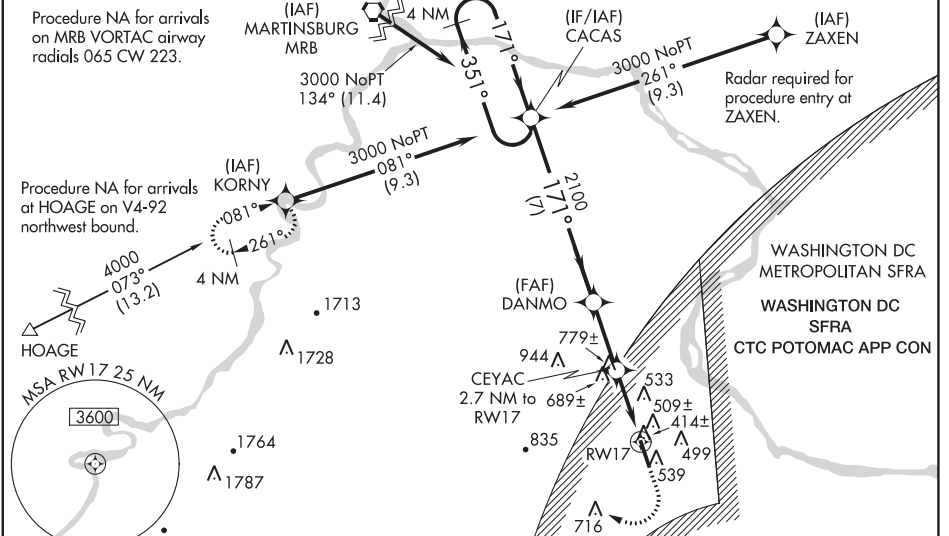 Procedure NA for arrivals
on MRB VORTAC airway
radials 065 CW 223.
(IAF)
MARTINSBURG
MRB
4 NM
171°
351°
(IF/IAF)
CACAS
(IAF)
ZAXEN
3000 NoPT
134° (11.4)
3000 NoPT
261°
(9.3)
Radar required for
procedure entry at
ZAXEN.
3000 NoPT
081°
(9.3)
(IAF)
KORNY
Procedure NA for arrivals
at HOAGE on V4-92
northwest bound.
081°
261°
4 NM
4000
073°
(13.2)
HOAGE
2100
171°
(7)
WASHINGTON DC
METROPOLITAN SFRA
WASHINGTON DC
SFRA
CTC POTOMAC APP CON
(FAF)
DANMO
1713
1728
779±
944
CEYAC
2.7 NM to
RW17
689±
533
509±
414±
499
RW17
539
835
716
MSA RW17 25 NM
3600
1764
1787